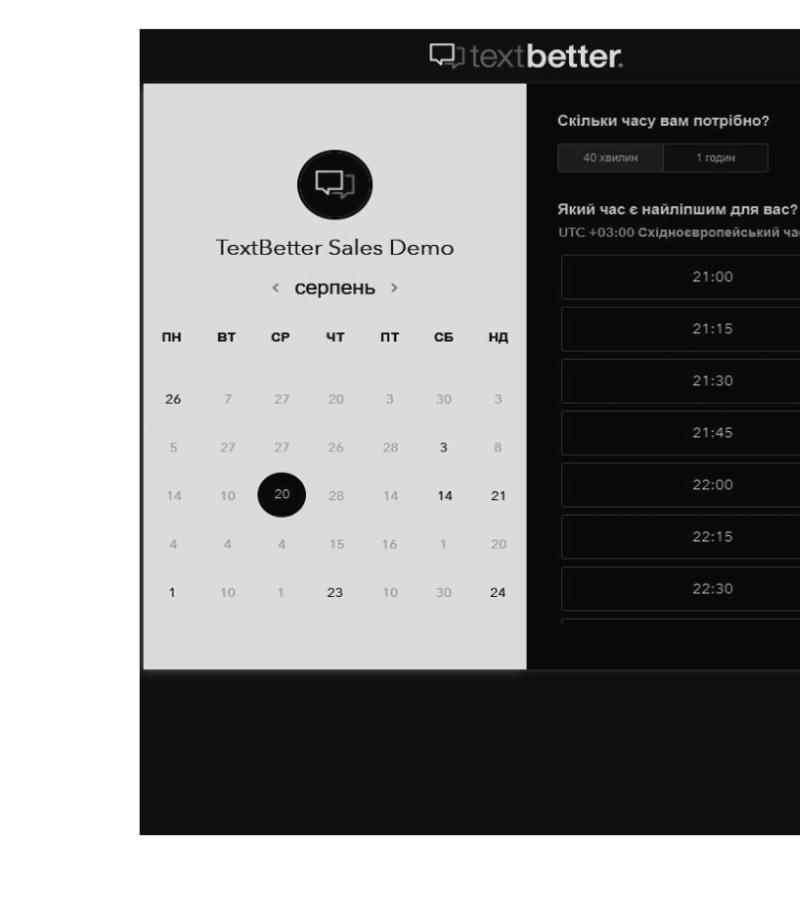 textbetter.
TextBetter Sales Demo
< серпень >
ПН ВТ СР ЧТ ПТ СБ НД
26 7 27 20 3 30 3
5 27 27 26 28 3 8
14 10 20 28 14 14 21
4 4 4 15 16 1 20
1 10 1 23 10 30 24
Скільки часу вам потрібно?
40 хвилин 1 годин
Який час є найліпшим для вас?
UTC +03:00 Східноєвропейський ча
21:00
21:15
21:30
21:45
22:00
22:15
22:30